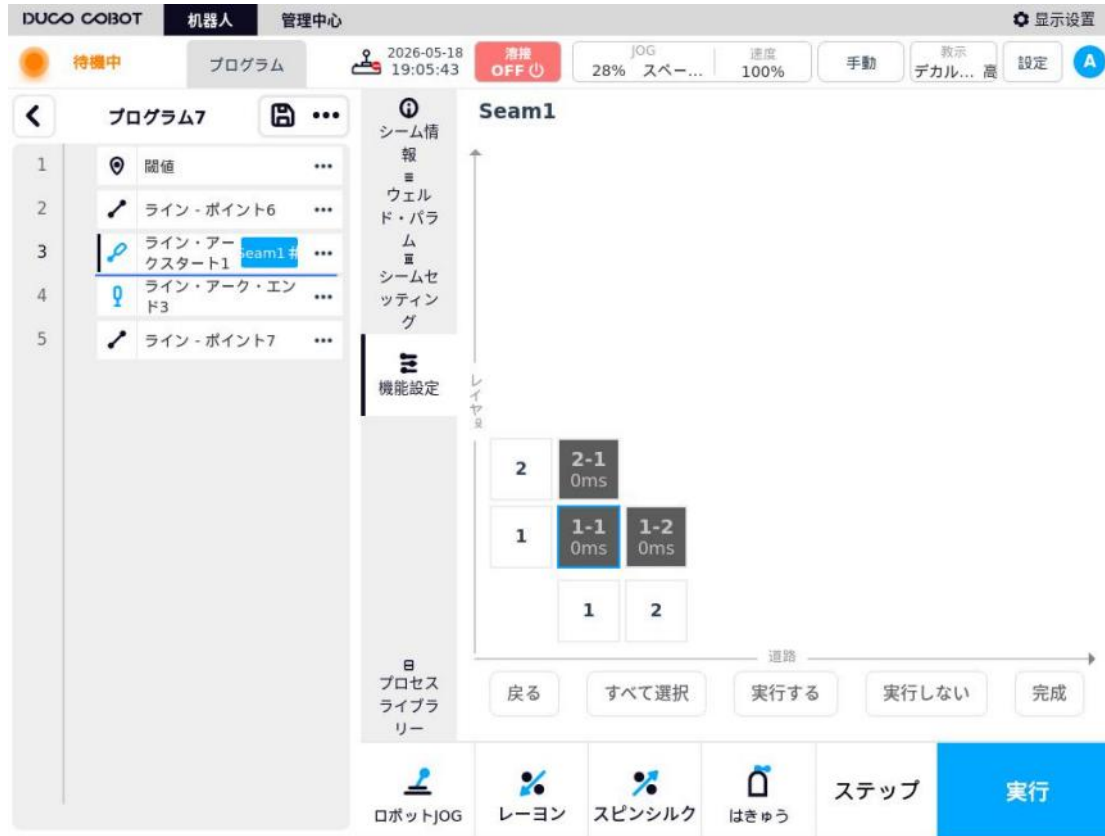 DUCO COBOT 机器人 管理中心 显示设置
待機中 プログラム 2026-05-18 19:05:43 溶接 OFF JOG 28% スペー... 速度 100% 手動 教示 デカル... 高 設定 A
プログラム7 •••
1 閾値 •••
2 ライン - ポイント6 •••
3 ライン・アークスタート1 Seam1 •••
4 ライン・アーク・エンド3 •••
5 ライン - ポイント7 •••
シーム情
報
ウェル
ド・パラ
ム
シームセ
ッティン
グ
機能設定
プロセス
ライブラ
リー
Seam1
レイヤー
2 2-1 0ms
1 1-1 0ms 1-2 0ms
1 2
道路
戻る すべて選択 実行する 実行しない 完成
ロボットJOG レーヨン スピンシルク はきゅう ステップ 実行